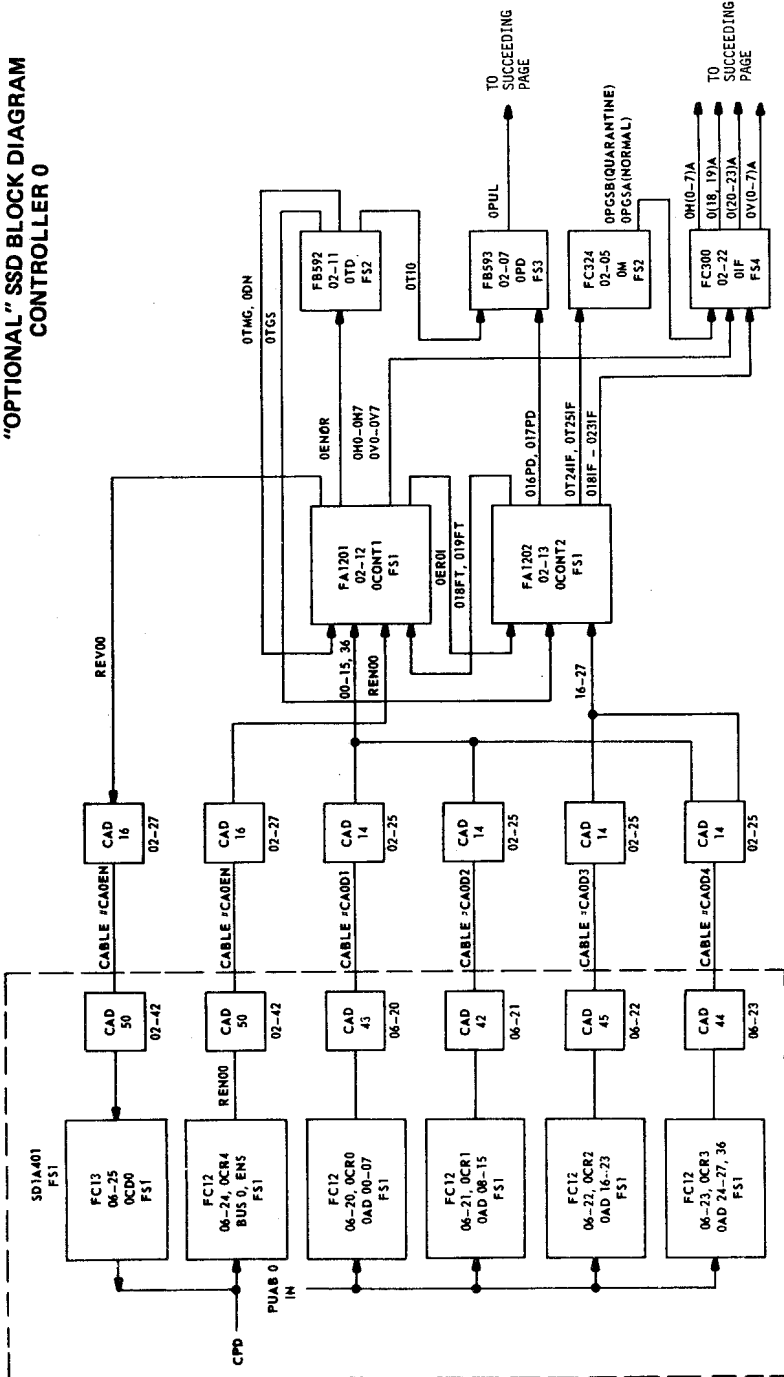 "OPTIONAL" SSD BLOCK DIAGRAM
CONTROLLER 0
SD1A401
FS1
FC13
06-25
0CD0
FS1
CAD
50
02-42
CABLE #CA0EN
CAD
16
02-27
REV00
CPD
FC12
06-24, 0CR4
BUS 0, ENS
FS1
REN00
CAD
50
02-42
CABLE #CA0EN
CAD
16
02-27
REN00
PUAB 0
IN
FC12
06-20, 0CR0
0AD 00-07
FS1
CAD
43
06-20
CABLE #CA0D1
CAD
14
02-25
00-15, 36
FC12
06-21, 0CR1
0AD 08-15
FS1
CAD
42
06-21
CABLE #CA0D2
CAD
14
02-25
FC12
06-22, 0CR2
0AD 16-23
FS1
CAD
45
06-22
CABLE #CA0D3
CAD
14
02-25
16-27
FC12
06-23, 0CR3
0AD 24-27, 36
FS1
CAD
44
06-23
CABLE #CA0D4
CAD
14
02-25
0TMG, 0DN
0TGS
FA1201
02-12
0CONT1
FS1
0ER0I
018FT, 019FT
FA1202
02-13
0CONT2
FS1
0EN0R
0H0-0H7
0V0-0V7
016PD, 017PD
0T24IF, 0T25IF
018IF - 023IF
FB592
02-11
0TD
FS2
0TI0
FB593
02-07
0PD
FS3
0PUL
TO
SUCCEEDING
PAGE
FC324
02-05
0M
FS2
0PGSB(QUARANTINE)
0PGSA(NORMAL)
FC300
02-22
0IF
FS4
0H(0-7)A
0(18, 19)A
0(20-23)A
0V(0-7)A
TO
SUCCEEDING
PAGE